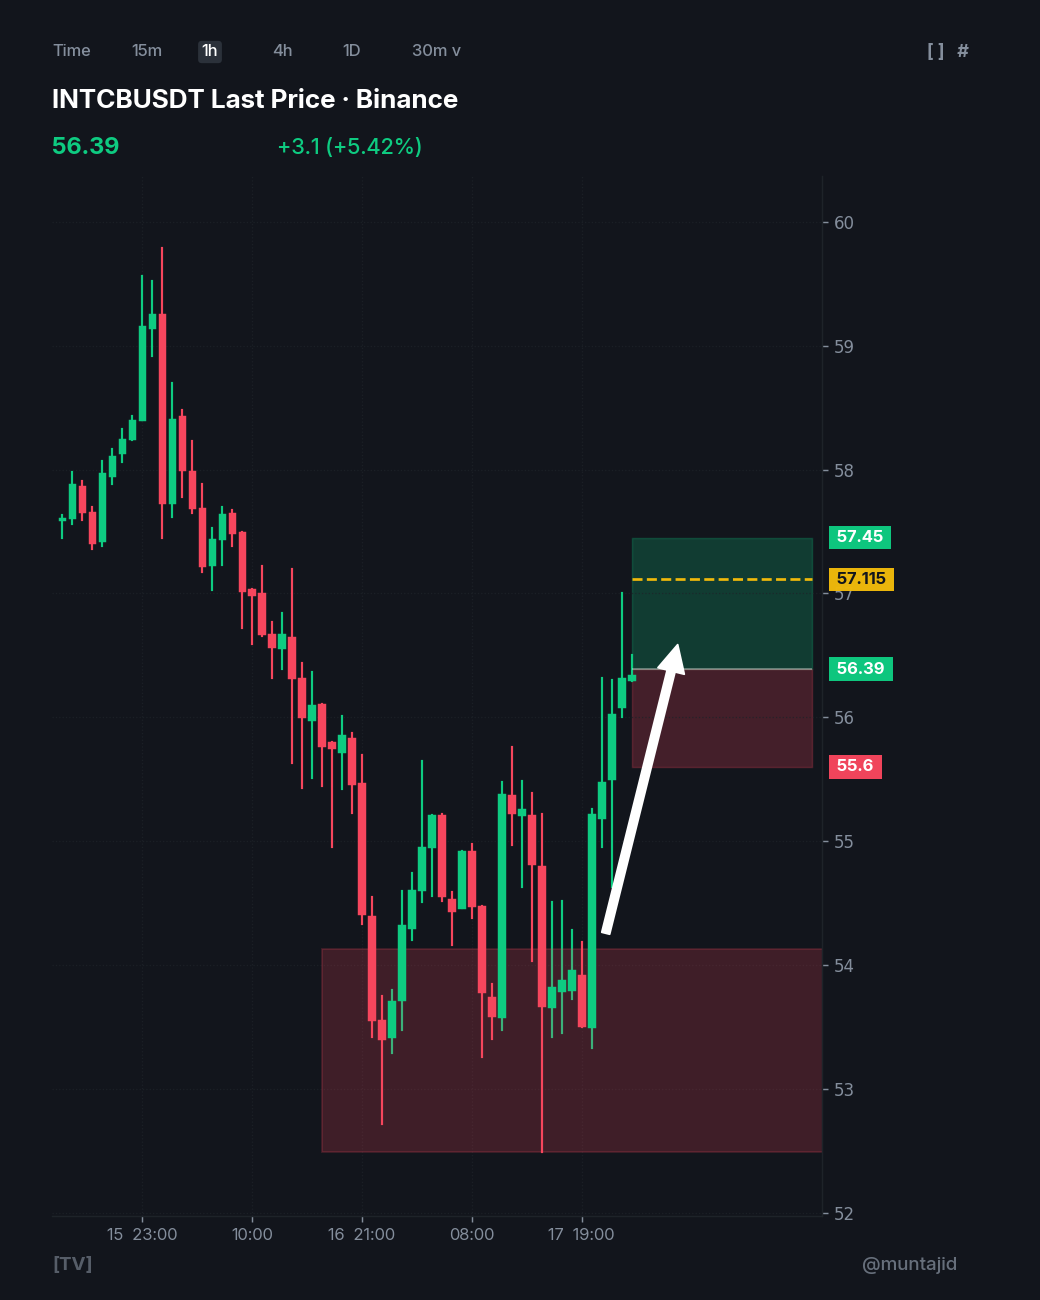 Time 15m 1h 4h 1D 30m v [ ] #
INTCBUSDT Last Price · Binance
56.39 +3.1 (+5.42%)
60
59
58
57.45
57.115
57
56.39
56
55.6
55
54
53
52
15 23:00 10:00 16 21:00 08:00 17 19:00
[TV] @muntajid